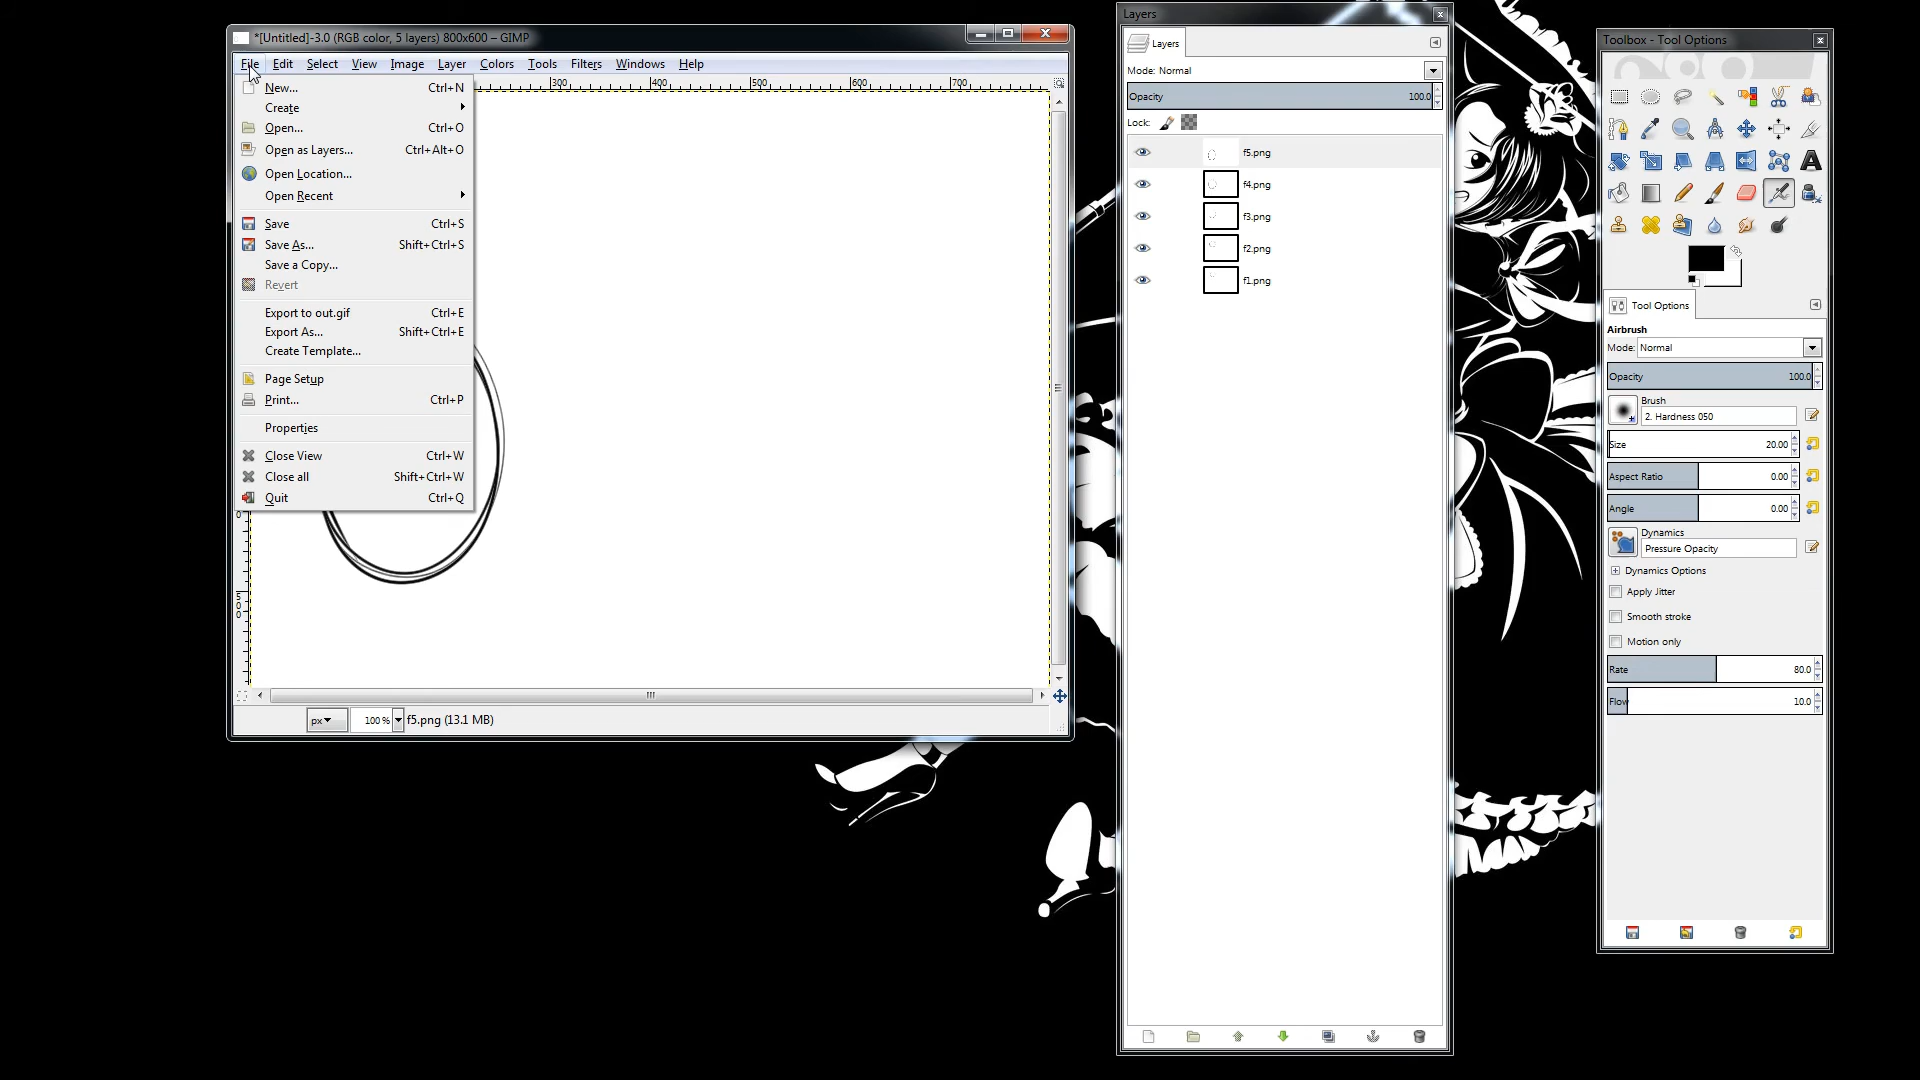 *[Untitled]-3.0 (RGB color, 5 layers) 800x600 – GIMP
File Edit Select View Image Layer Colors Tools Filters Windows Help
New... Ctrl+N
Create
Open... Ctrl+O
Open as Layers... Ctrl+Alt+O
Open Location...
Open Recent
Save Ctrl+S
Save As... Shift+Ctrl+S
Save a Copy...
Revert
Export to out.gif Ctrl+E
Export As... Shift+Ctrl+E
Create Template...
Page Setup
Print... Ctrl+P
Properties
Close View Ctrl+W
Close all Shift+Ctrl+W
Quit Ctrl+Q
300 400 500 600 700
0
500
px 100 % f5.png (13.1 MB)
Layers
Layers
Mode: Normal
Opacity 100.0
Lock:
f5.png
f4.png
f3.png
f2.png
f1.png
Toolbox - Tool Options
Tool Options
Airbrush
Mode: Normal
Opacity 100.0
Brush
2. Hardness 050
Size 20.00
Aspect Ratio 0.00
Angle 0.00
Dynamics
Pressure Opacity
Dynamics Options
Apply Jitter
Smooth stroke
Motion only
Rate 80.0
Flow 10.0